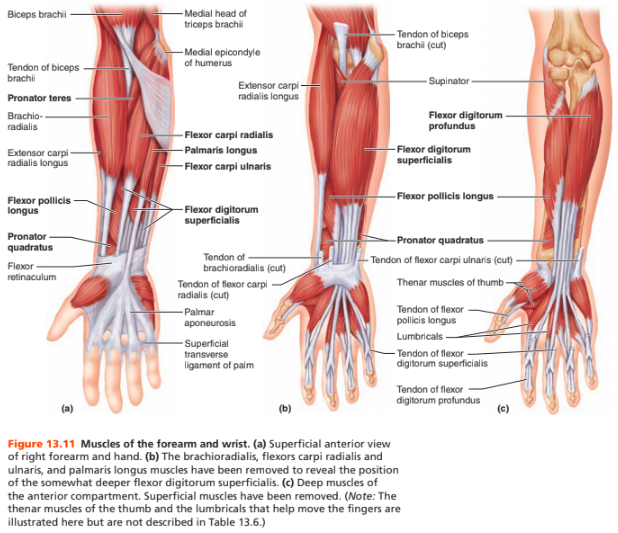 Biceps brachii
Tendon of biceps
brachii
Pronator teres
Brachio-
radialis
Extensor carpi
radialis longus
Flexor pollicis
longus
Pronator
quadratus
Flexor
retinaculum
Medial head of
triceps brachii
Medial epicondyle
of humerus
Flexor carpi radialis
Palmaris longus
Flexor carpi ulnaris
Flexor digitorum
superficialis
Palmar
aponeurosis
Superficial
transverse
ligament of palm
(a)
Extensor carpi
radialis longus
Tendon of
brachioradialis (cut)
Tendon of flexor carpi
radialis (cut)
Tendon of biceps
brachii (cut)
Supinator
Flexor digitorum
profundus
Flexor digitorum
superficialis
Flexor pollicis longus
Pronator quadratus
Tendon of flexor carpi ulnaris (cut)
Thenar muscles of thumb
Tendon of flexor
pollicis longus
Lumbricals
Tendon of flexor
digitorum superficialis
Tendon of flexor
digitorum profundus
(b)
(c)
Figure 13.11 Muscles of the forearm and wrist. (a) Superficial anterior view
of right forearm and hand. (b) The brachioradialis, flexors carpi radialis and
ulnaris, and palmaris longus muscles have been removed to reveal the position
of the somewhat deeper flexor digitorum superficialis. (c) Deep muscles of
the anterior compartment. Superficial muscles have been removed. (Note: The
thenar muscles of the thumb and the lumbricals that help move the fingers are
illustrated here but are not described in Table 13.6.)